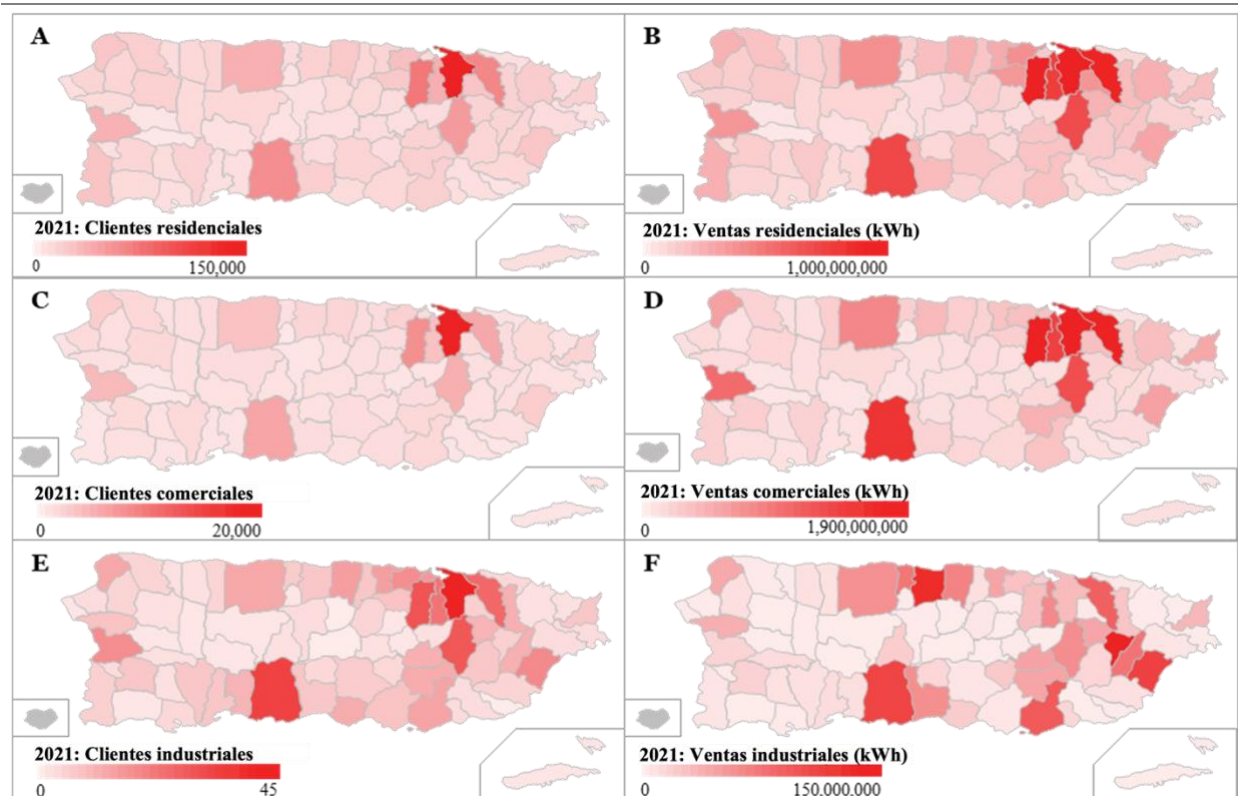 A
2021: Clientes residenciales
0 150,000
B
2021: Ventas residenciales (kWh)
0 1,000,000,000
C
2021: Clientes comerciales
0 20,000
D
2021: Ventas comerciales (kWh)
0 1,900,000,000
E
2021: Clientes industriales
0 45
F
2021: Ventas industriales (kWh)
0 150,000,000